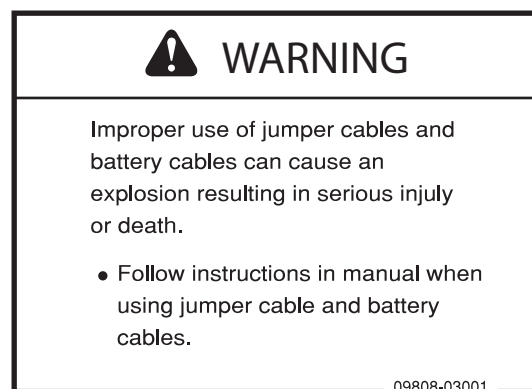 WARNING
Improper use of jumper cables and
battery cables can cause an
explosion resulting in serious injuly
or death.
• Follow instructions in manual when
using jumper cable and battery
cables.
09808-03001